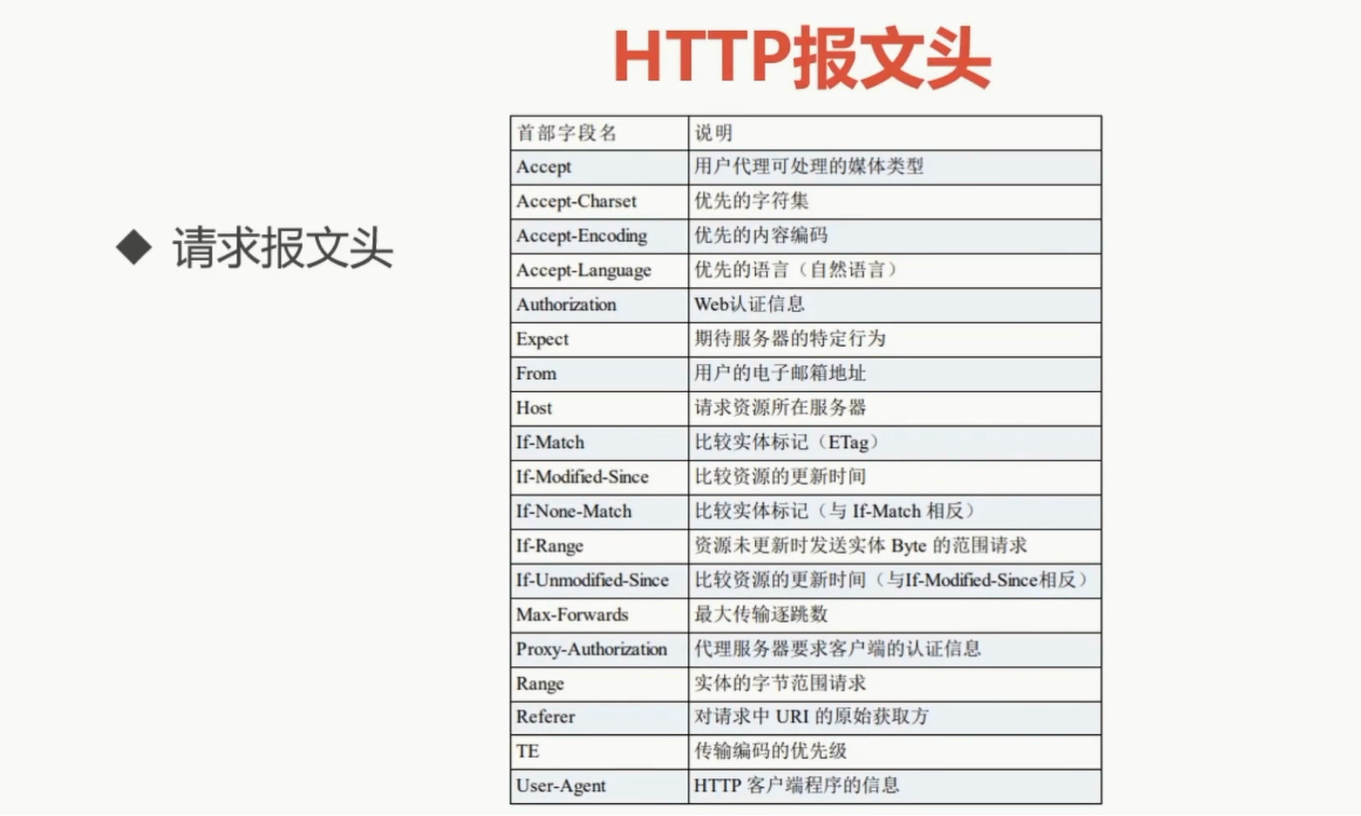 HTTP报文头
◆ 请求报文头
首部字段名 说明
Accept 用户代理可处理的媒体类型
Accept-Charset 优先的字符集
Accept-Encoding 优先的内容编码
Accept-Language 优先的语言（自然语言）
Authorization Web认证信息
Expect 期待服务器的特定行为
From 用户的电子邮箱地址
Host 请求资源所在服务器
If-Match 比较实体标记（ETag）
If-Modified-Since 比较资源的更新时间
If-None-Match 比较实体标记（与 If-Match 相反）
If-Range 资源未更新时发送实体 Byte 的范围请求
If-Unmodified-Since 比较资源的更新时间（与If-Modified-Since相反）
Max-Forwards 最大传输逐跳数
Proxy-Authorization 代理服务器要求客户端的认证信息
Range 实体的字节范围请求
Referer 对请求中 URI 的原始获取方
TE 传输编码的优先级
User-Agent HTTP 客户端程序的信息